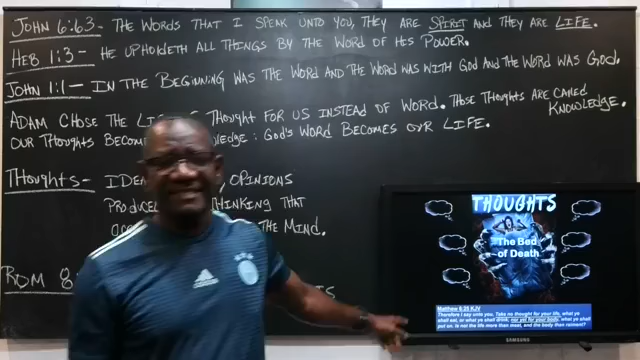 JOHN 6:63 - THE WORDS THAT I SPEAK UNTO YOU, THEY ARE SPIRIT AND THEY ARE LIFE.
HEB 1:3 - HE UPHOLDETH ALL THINGS BY THE WORD OF HIS POWER.
JOHN 1:1 - IN THE BEGINNING WAS THE WORD AND THE WORD WAS WITH GOD AND THE WORD WAS GOD.
ADAM CHOSE THE THOUGHT FOR US INSTEAD OF WORD. THOSE THOUGHTS ARE CALLED KNOWLEDGE.
OUR THOUGHTS BECOME : GOD'S WORD BECOMES OUR LIFE.
THOUGHTS - OPINIONS
PRODUCED THINKING THAT
THE MIND.
ROM 8:
adidas
THOUGHTS
The Bed
of Death
Matthew 6:25 KJV
Therefore I say unto you, Take no thought for your life, what ye
shall eat, or what ye shall drink; nor yet for your body, what ye shall
put on. Is not the life more than meat, and the body than raiment?
SAMSUNG